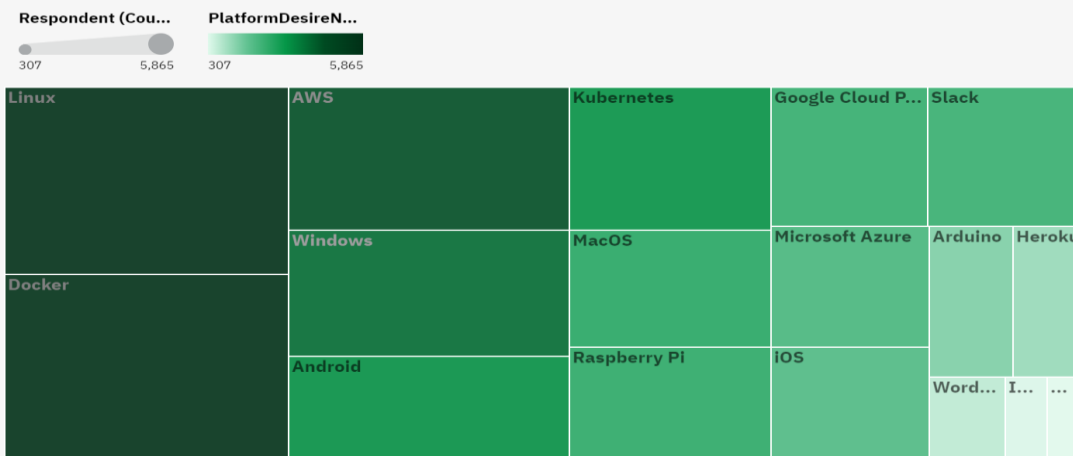 Respondent (Cou... PlatformDesireN...
307 5,865 307 5,865
Linux
AWS
Kubernetes
Google Cloud P...
Slack
Windows
MacOS
Microsoft Azure
Arduino
Heroku
Docker
Android
Raspberry Pi
iOS
Word...
I...
...